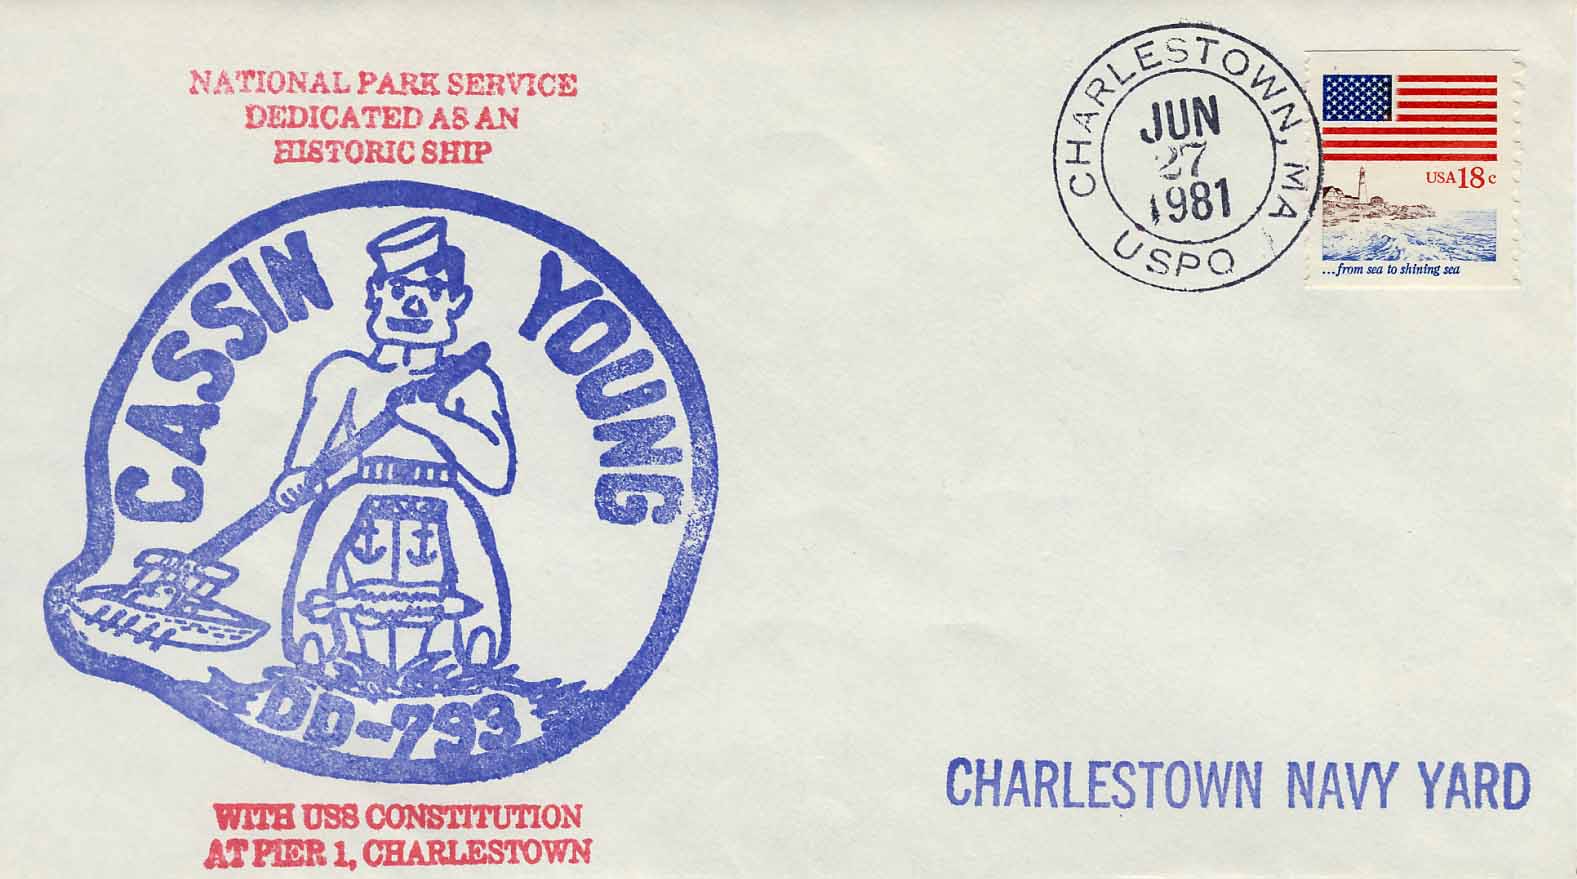 NATIONAL PARK SERVICE
DEDICATED AS AN
HISTORIC SHIP
CASSIN YOUNG
DD-793
WITH USS CONSTITUTION
AT PIER 1, CHARLESTOWN
CHARLESTOWN, MA
JUN
27
1981
USPO
USA 18c
...from sea to shining sea
CHARLESTOWN NAVY YARD